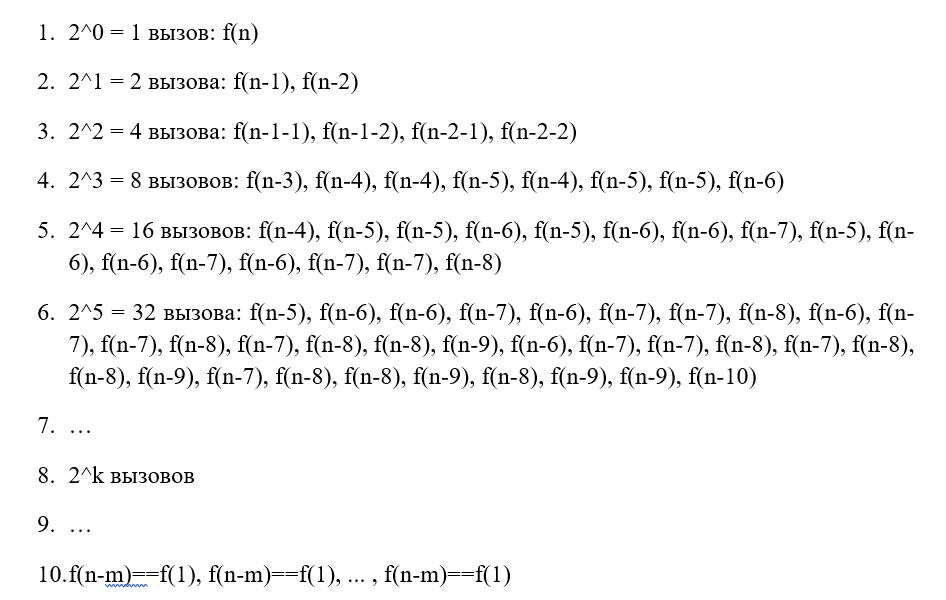 1. 2^0 = 1 вызов: f(n)
2. 2^1 = 2 вызова: f(n-1), f(n-2)
3. 2^2 = 4 вызова: f(n-1-1), f(n-1-2), f(n-2-1), f(n-2-2)
4. 2^3 = 8 вызовов: f(n-3), f(n-4), f(n-4), f(n-5), f(n-4), f(n-5), f(n-5), f(n-6)
5. 2^4 = 16 вызовов: f(n-4), f(n-5), f(n-5), f(n-6), f(n-5), f(n-6), f(n-6), f(n-7), f(n-5), f(n-
6), f(n-6), f(n-7), f(n-6), f(n-7), f(n-7), f(n-8)
6. 2^5 = 32 вызова: f(n-5), f(n-6), f(n-6), f(n-7), f(n-6), f(n-7), f(n-7), f(n-8), f(n-6), f(n-
7), f(n-7), f(n-8), f(n-7), f(n-8), f(n-8), f(n-9), f(n-6), f(n-7), f(n-7), f(n-8), f(n-7), f(n-8),
f(n-8), f(n-9), f(n-7), f(n-8), f(n-8), f(n-9), f(n-8), f(n-9), f(n-9), f(n-10)
7. …
8. 2^k вызовов
9. …
10.f(n-m)==f(1), f(n-m)==f(1), ... , f(n-m)==f(1)